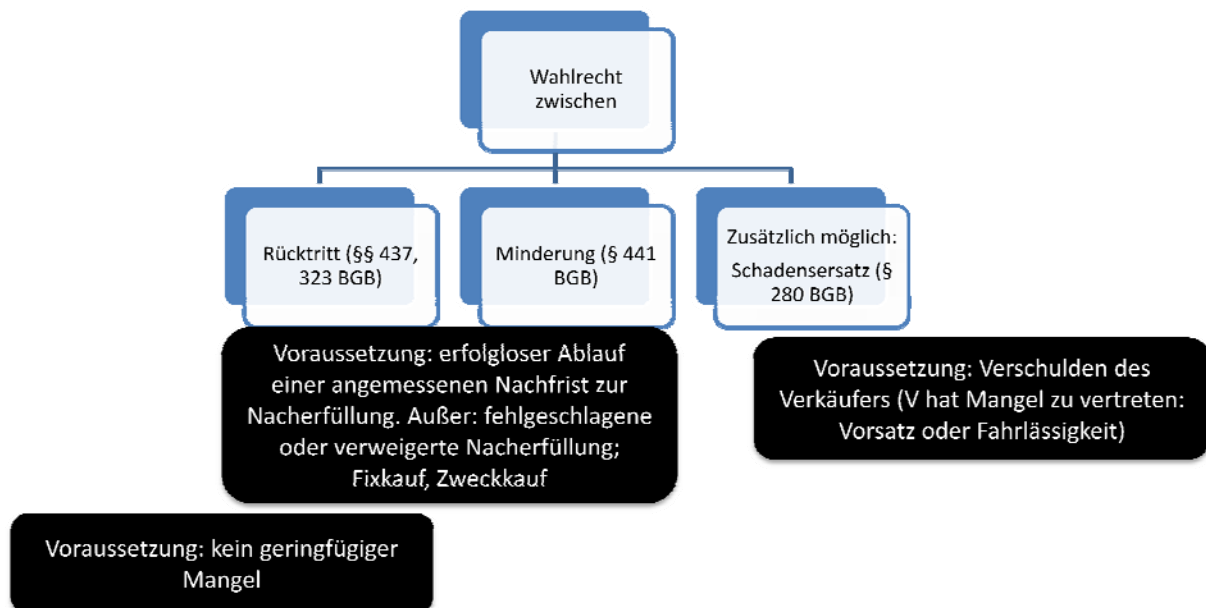 Wahlrecht
zwischen
Rücktritt (§§ 437,
323 BGB)
Minderung (§ 441
BGB)
Zusätzlich möglich:
Schadensersatz (§
280 BGB)
Voraussetzung: erfolgloser Ablauf
einer angemessenen Nachfrist zur
Nacherfüllung. Außer: fehlgeschlagene
oder verweigerte Nacherfüllung;
Fixkauf, Zweckkauf
Voraussetzung: Verschulden des
Verkäufers (V hat Mangel zu vertreten:
Vorsatz oder Fahrlässigkeit)
Voraussetzung: kein geringfügiger
Mangel